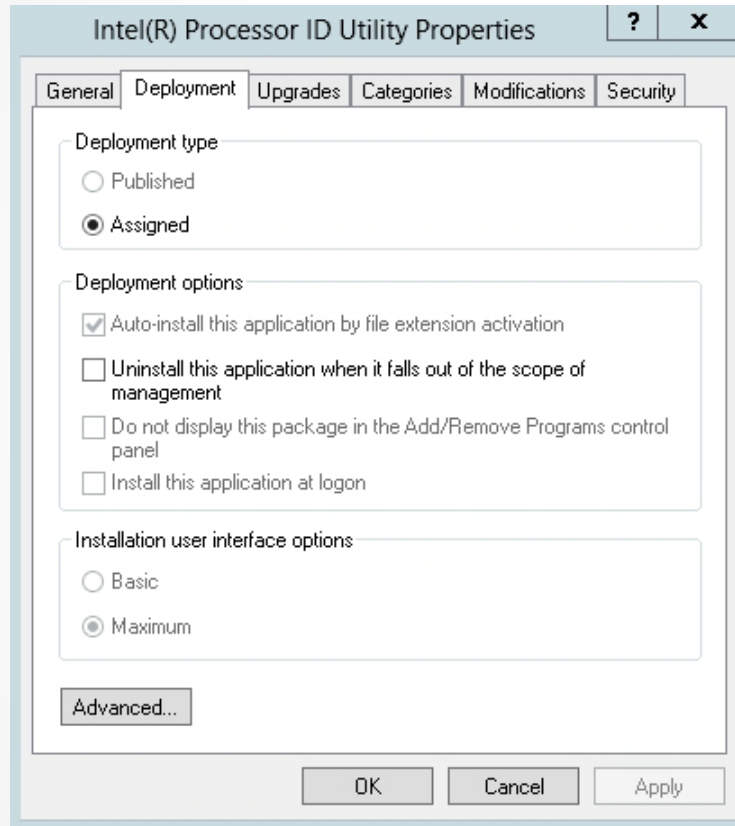 Intel(R) Processor ID Utility Properties
? x
General Deployment Upgrades Categories Modifications Security
Deployment type
Published
Assigned
Deployment options
Auto-install this application by file extension activation
Uninstall this application when it falls out of the scope of
management
Do not display this package in the Add/Remove Programs control
panel
Install this application at logon
Installation user interface options
Basic
Maximum
Advanced...
OK Cancel Apply